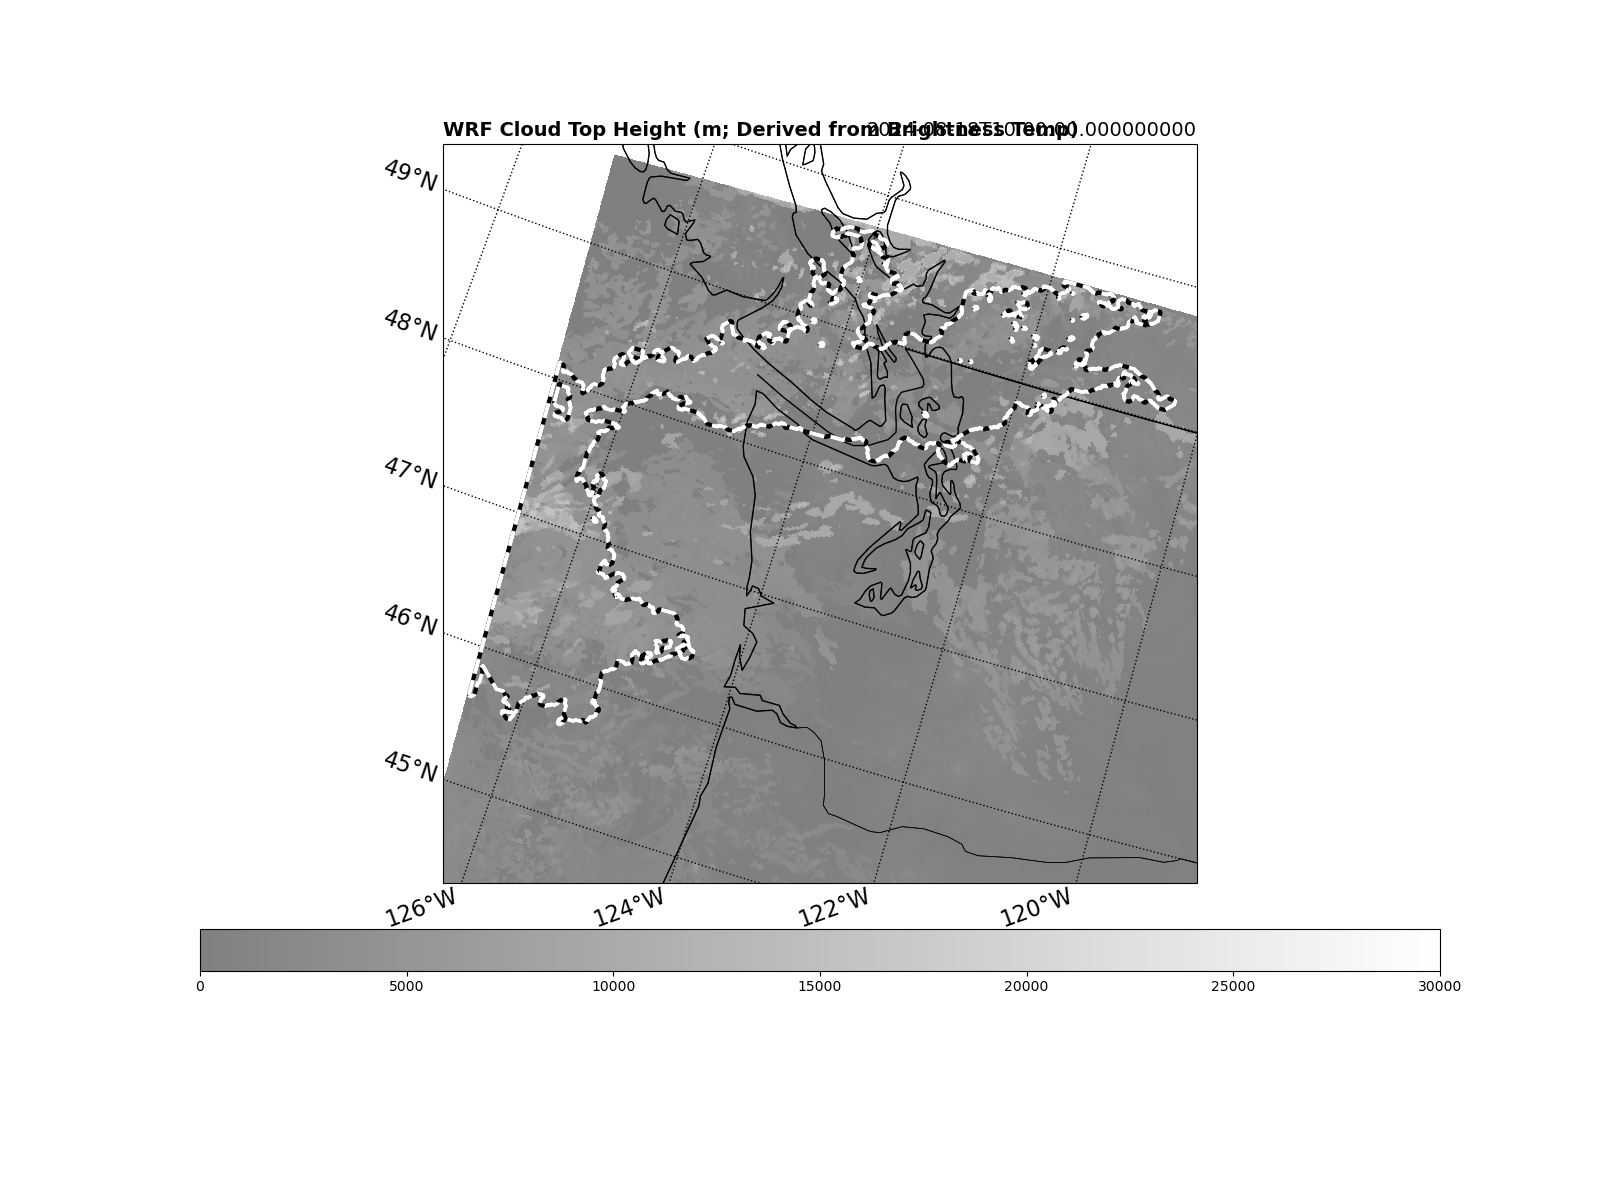 WRF Cloud Top Height (m; Derived from Brightness Temp)
49°N
48°N
47°N
46°N
45°N
126°W 124°W 122°W 120°W
0 5000 10000 15000 20000 25000 30000